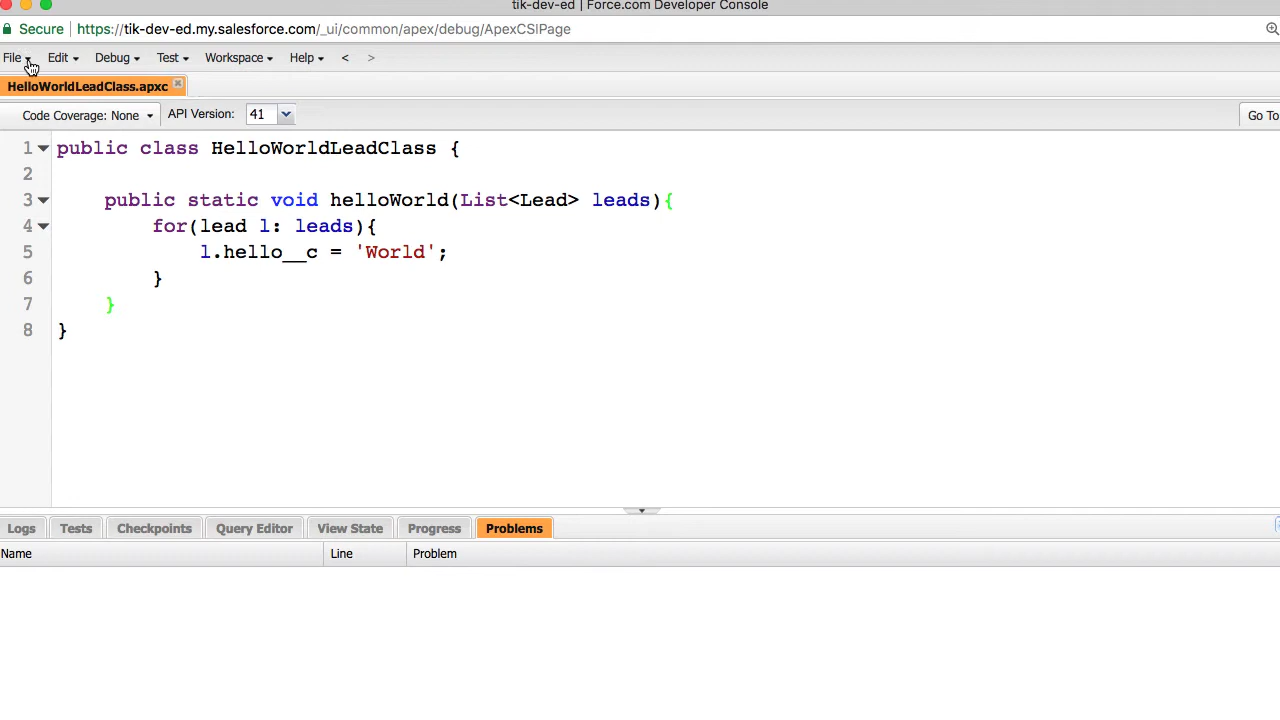 tik-dev-ed | Force.com Developer Console
Secure | https://tik-dev-ed.my.salesforce.com/_ui/common/apex/debug/ApexCSIPage
File Edit Debug Test Workspace Help < >
HelloWorldLeadClass.apxc
Code Coverage: None API Version: 41 Go To
1 public class HelloWorldLeadClass {
2
3 public static void helloWorld(List<Lead> leads){
4 for(lead l: leads){
5 l.hello__c = 'World';
6 }
7 }
8 }
Logs Tests Checkpoints Query Editor View State Progress Problems
Name Line Problem